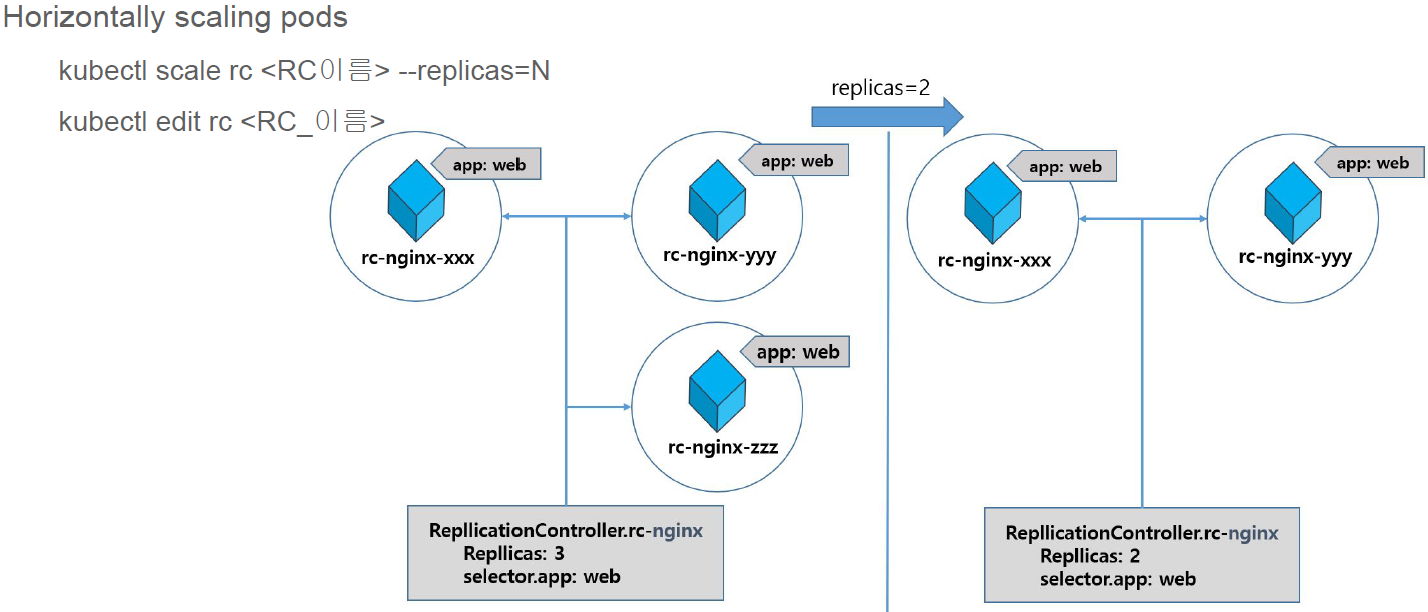 Horizontally scaling pods
kubectl scale rc <RC이름> --replicas=N
kubectl edit rc <RC_이름>
replicas=2
app: web
rc-nginx-xxx
app: web
rc-nginx-yyy
app: web
rc-nginx-zzz
RepllicationController.rc-nginx
Repllicas: 3
selector.app: web
app: web
rc-nginx-xxx
app: web
rc-nginx-yyy
RepllicationController.rc-nginx
Repllicas: 2
selector.app: web